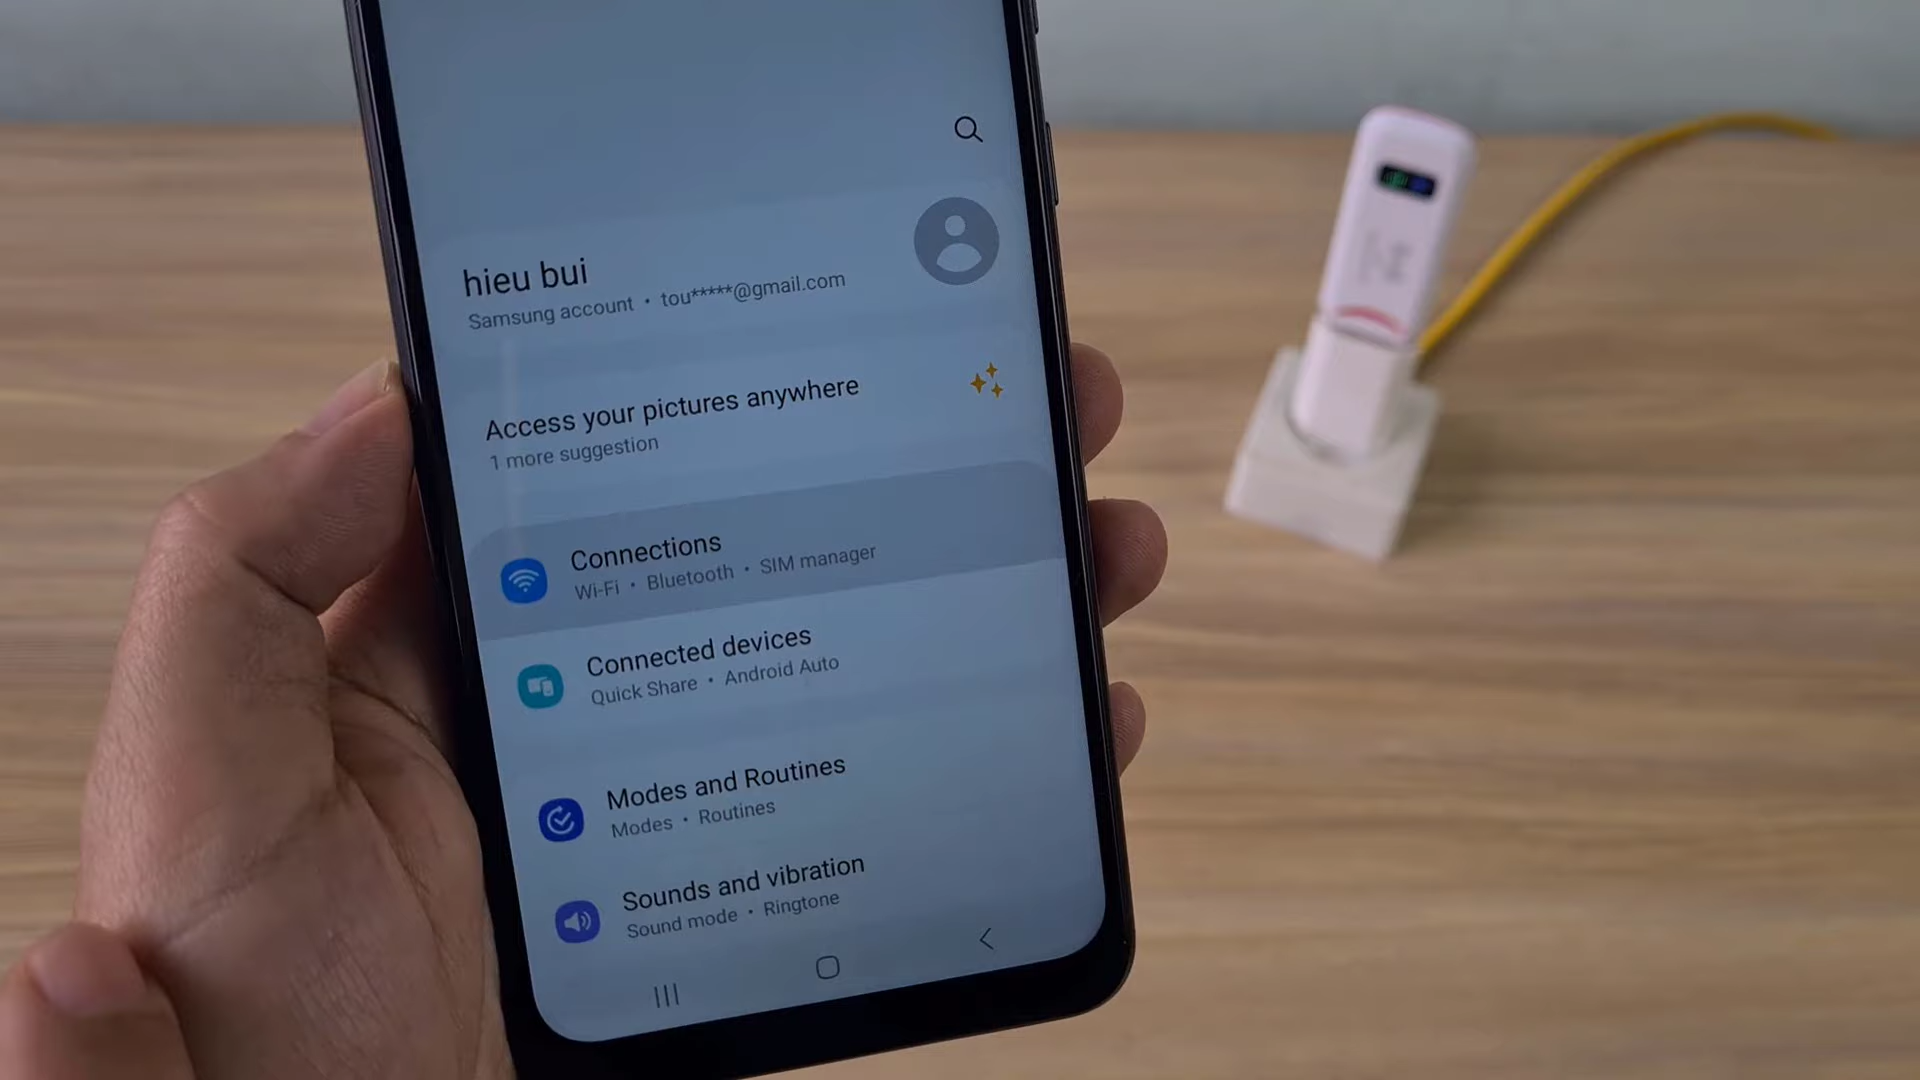 hieu bui
Samsung account • tou*****@gmail.com
Access your pictures anywhere
1 more suggestion
Connections
Wi-Fi • Bluetooth • SIM manager
Connected devices
Quick Share • Android Auto
Modes and Routines
Modes • Routines
Sounds and vibration
Sound mode • Ringtone